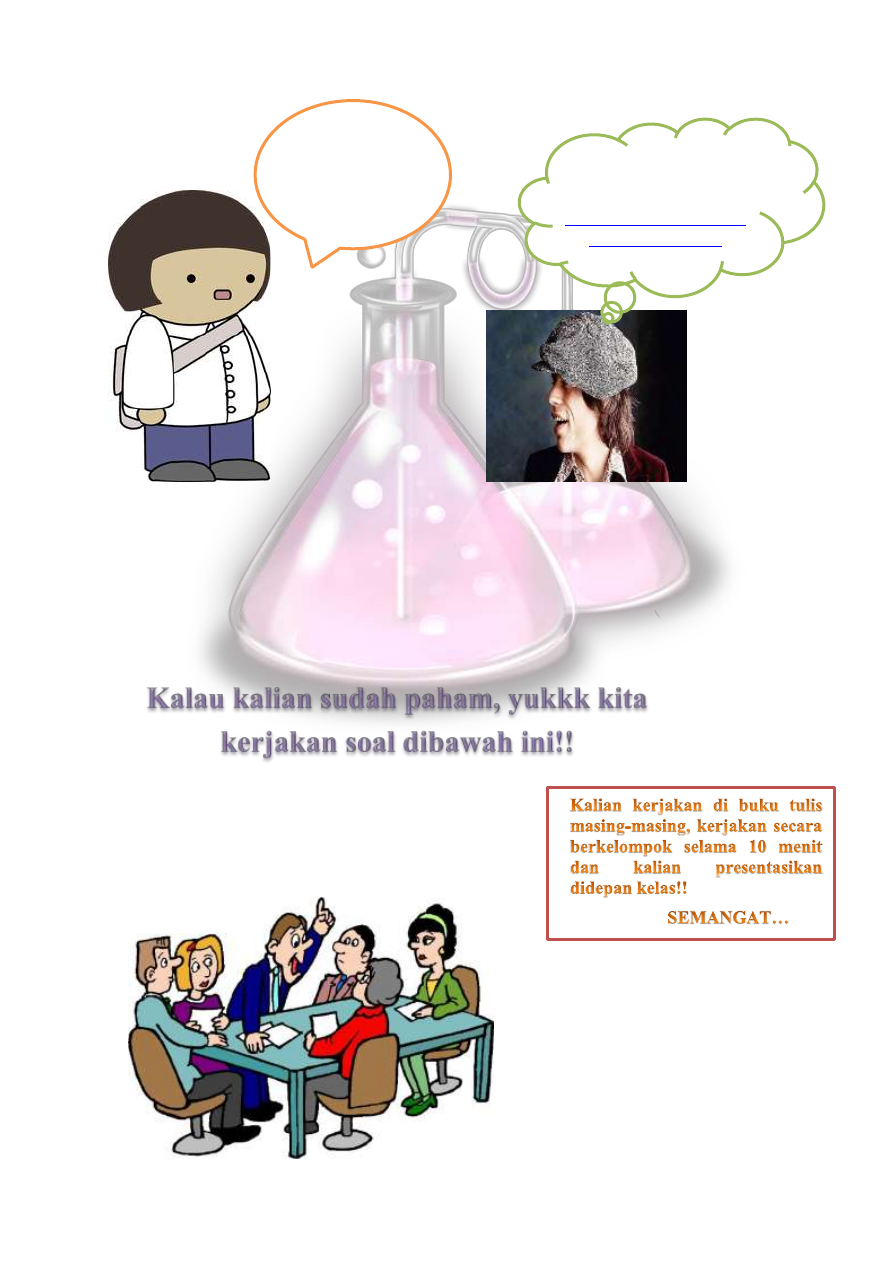 Kalau kalian sudah paham, yukkk kita
kerjakan soal dibawah ini!!
Kalian kerjakan di buku tulis
masing-masing, kerjakan secara
berkelompok selama 10 menit
dan kalian presentasikan
didepan kelas!!
SEMANGAT…